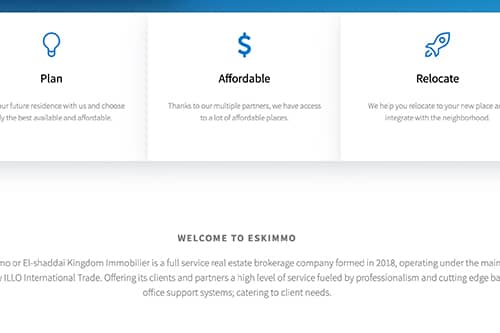 Plan
Affordable
Relocate
our future residence with us and choose
Thanks to our multiple partners, we have access
We help you relocate to your new place
y the best available and affordable.
to a lot of affordable places.
integrate with the neighborhood.
WELCOME TO ESKIMMO
mo or El-shaddai Kingdom Immobilier is a full service real estate brokerage company formed in 2018, operating under the main
y ILLO International Trade. Offering its clients and partners a high level of service fueled by professionalism and cutting edge ba
office support systems; catering to client needs.